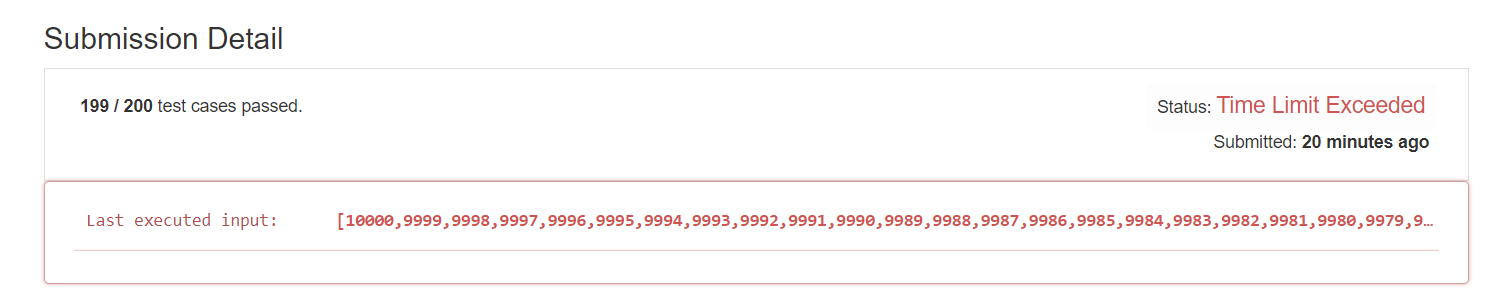 Submission Detail
199 / 200 test cases passed.
Status: Time Limit Exceeded
Submitted: 20 minutes ago
Last executed input: [10000,9999,9998,9997,9996,9995,9994,9993,9992,9991,9990,9989,9988,9987,9986,9985,9984,9983,9982,9981,9980,9979,9…